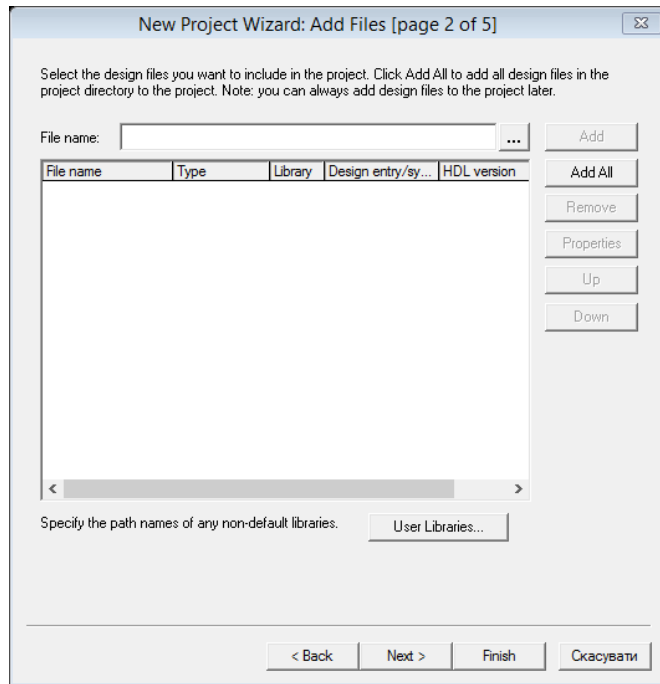 New Project Wizard: Add Files [page 2 of 5]
Select the design files you want to include in the project. Click Add All to add all design files in the
project directory to the project. Note: you can always add design files to the project later.
File name: ... Add
File name Type Library Design entry/sy... HDL version Add All
Remove
Properties
Up
Down
Specify the path names of any non-default libraries. User Libraries...
< Back Next > Finish Скасувати